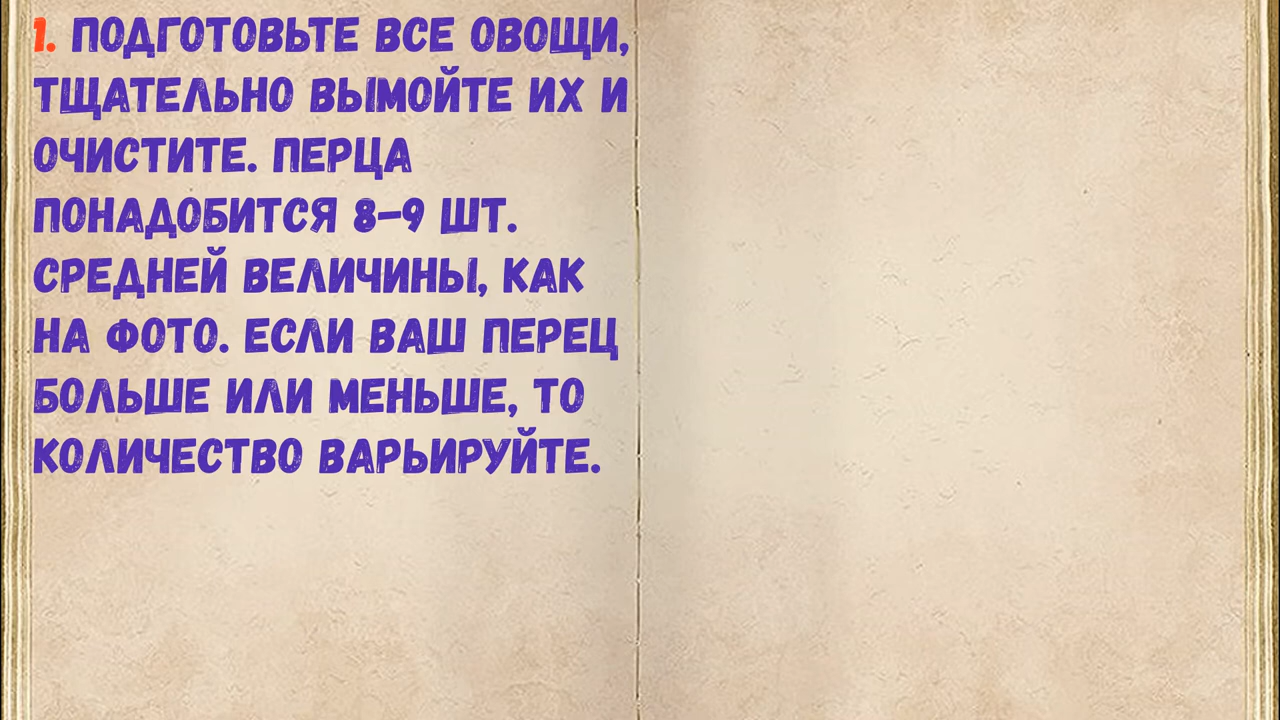 1. ПОДГОТОВЬТЕ ВСЕ ОВОЩИ,
ТЩАТЕЛЬНО ВЫМОЙТЕ ИХ И
ОЧИСТИТЕ. ПЕРЦА
ПОНАДОБИТСЯ 8-9 ШТ.
СРЕДНЕЙ ВЕЛИЧИНЫ, КАК
НА ФОТО. ЕСЛИ ВАШ ПЕРЕЦ
БОЛЬШЕ ИЛИ МЕНЬШЕ, ТО
КОЛИЧЕСТВО ВАРЬИРУЙТЕ.